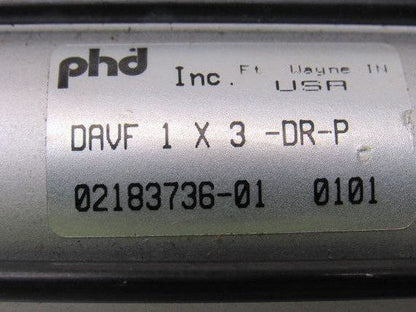 phd Inc. Ft Wayne IN
USA
DAVF 1 X 3 -DR-P
02183736-01 0101